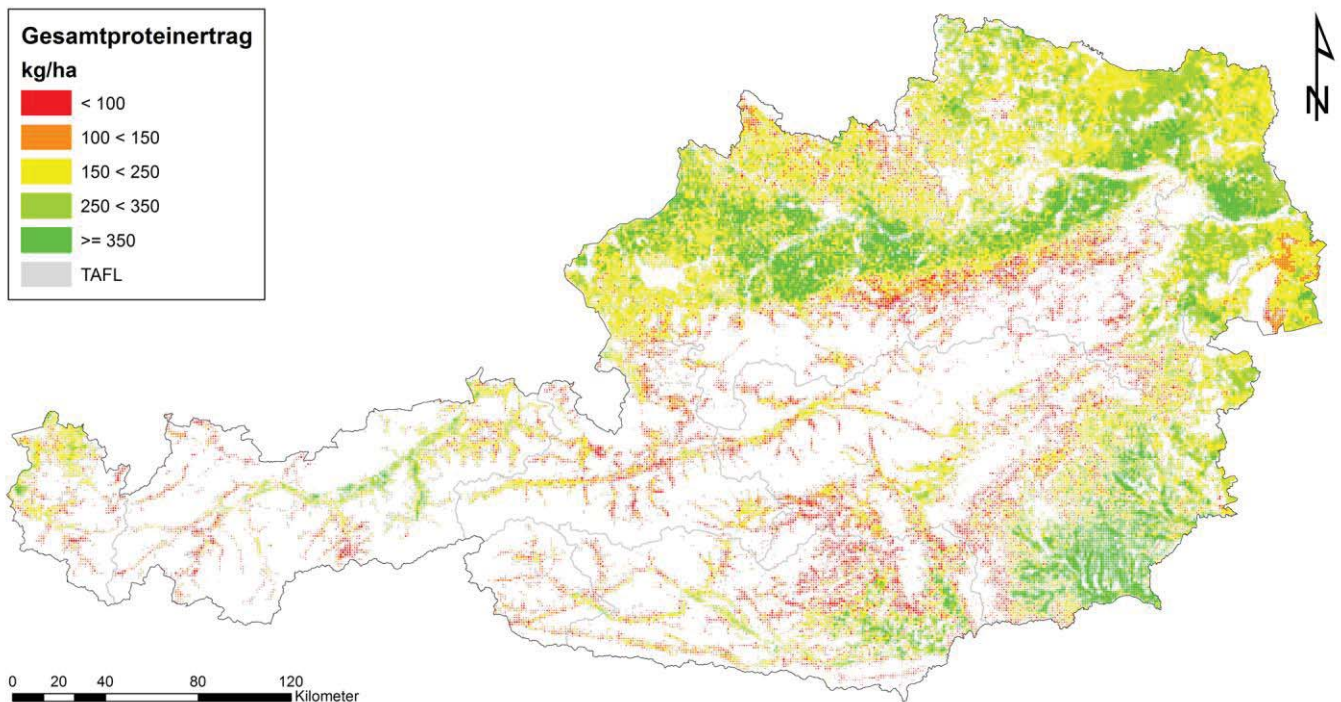 Gesamtproteinertrag
kg/ha
< 100
100 < 150
150 < 250
250 < 350
>= 350
TAFL
N
0 20 40 80 120
Kilometer